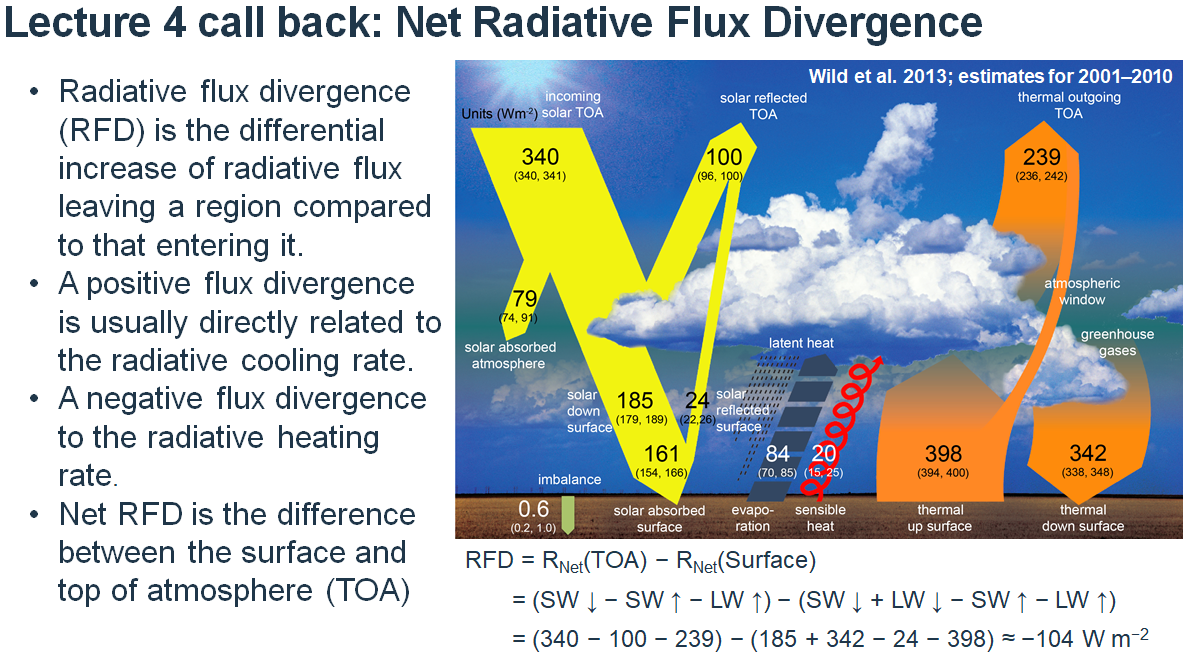 Lecture 4 call back: Net Radiative Flux Divergence
• Radiative flux divergence
(RFD) is the differential
increase of radiative flux
leaving a region compared
to that entering it.
• A positive flux divergence
is usually directly related to
the radiative cooling rate.
• A negative flux divergence
to the radiative heating
rate.
• Net RFD is the difference
between the surface and
top of atmosphere (TOA)
Wild et al. 2013; estimates for 2001–2010
Units (Wm-2)
incoming
solar TOA
340
(340, 341)
solar reflected
TOA
100
(96, 100)
thermal outgoing
TOA
239
(236, 242)
79
(74, 91)
solar absorbed
atmosphere
atmospheric
window
greenhouse
gases
latent heat
solar
down
surface
185
(179, 189)
24
(22,26)
solar
reflected
surface
161
(154, 166)
84
(70, 85)
20
(15, 25)
398
(394, 400)
342
(338, 348)
imbalance
0.6
(0.2, 1.0)
solar absorbed
surface
evapo-
ration
sensible
heat
thermal
up surface
thermal
down surface
RFD = RNet(TOA) − RNet(Surface)
= (SW ↓ − SW ↑ − LW ↑) − (SW ↓ + LW ↓ − SW ↑ − LW ↑)
= (340 − 100 − 239) − (185 + 342 − 24 − 398) ≈ −104 W m−2